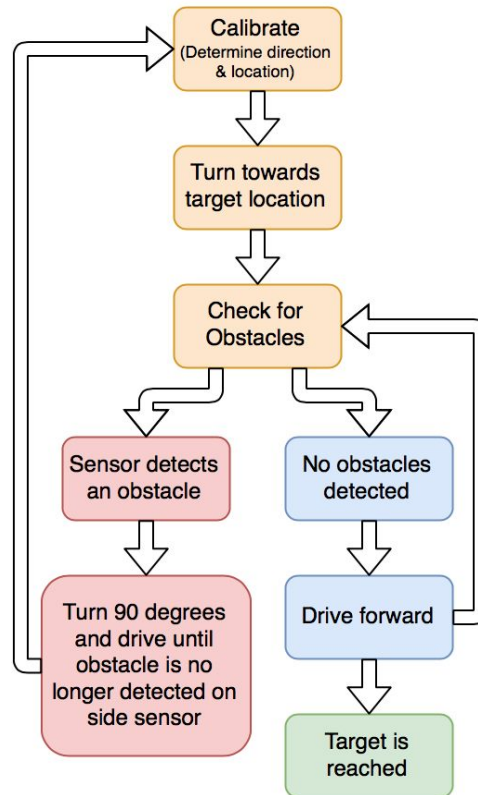 Calibrate
(Determine direction
& location)
Turn towards
target location
Check for
Obstacles
Sensor detects
an obstacle
No obstacles
detected
Turn 90 degrees
and drive until
obstacle is no
longer detected on
side sensor
Drive forward
Target is
reached